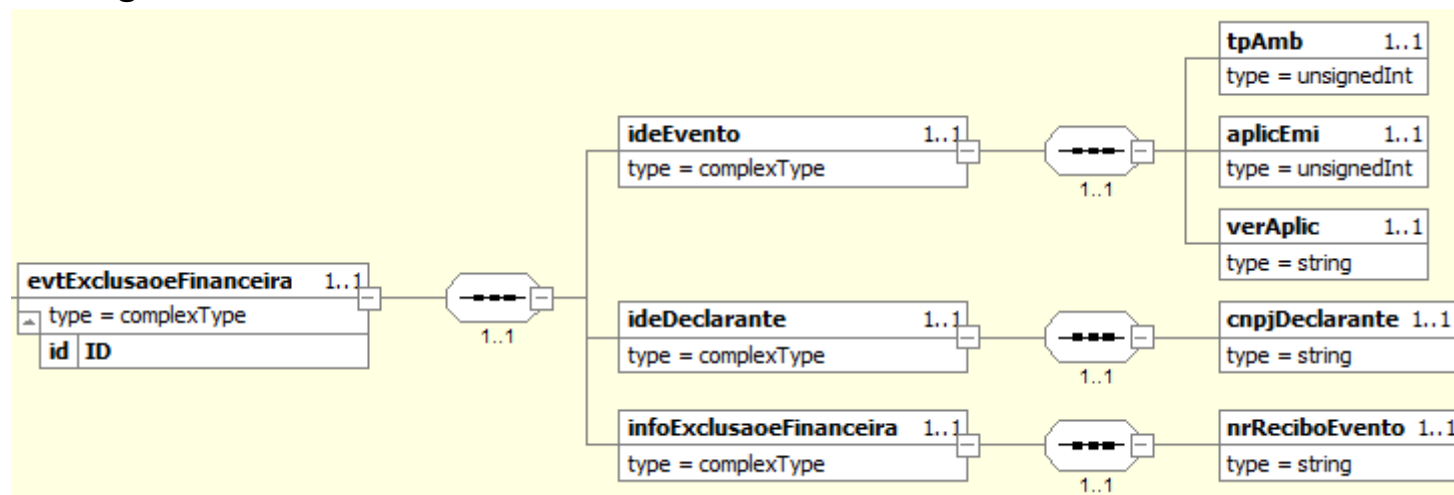 tpAmb 1..1
type = unsignedInt
ideEvento 1..1
type = complexType
1..1
aplicEmi 1..1
type = unsignedInt
verAplic 1..1
type = string
evtExclusaoeFinanceira 1..1
type = complexType
id ID
1..1
ideDeclarante 1..1
type = complexType
1..1
cnpjDeclarante 1..1
type = string
infoExclusaoeFinanceira 1..1
type = complexType
1..1
nrReciboEvento 1..1
type = string